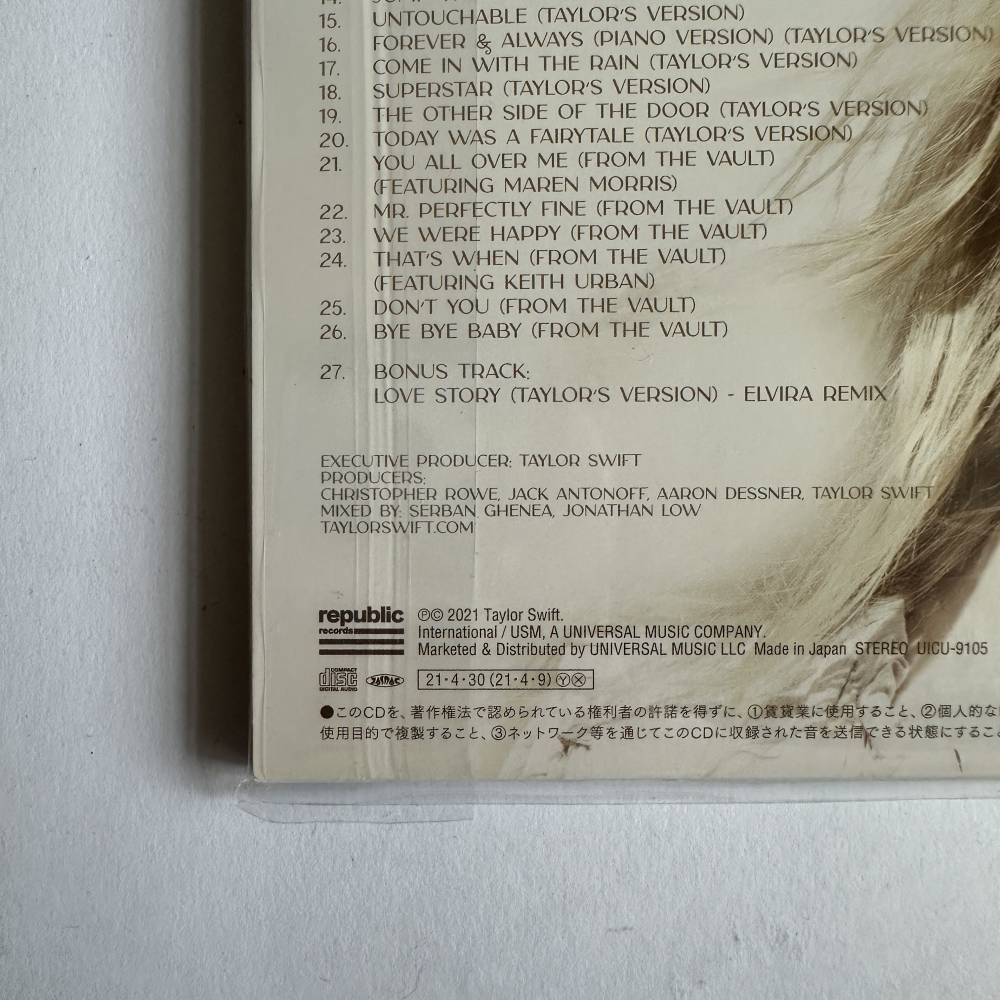 15. UNTOUCHABLE (TAYLOR'S VERSION)
16. FOREVER & ALWAYS (PIANO VERSION) (TAYLOR'S VERSION)
17. COME IN WITH THE RAIN (TAYLOR'S VERSION)
18. SUPERSTAR (TAYLOR'S VERSION)
19. THE OTHER SIDE OF THE DOOR (TAYLOR'S VERSION)
20. TODAY WAS A FAIRYTALE (TAYLOR'S VERSION)
21. YOU ALL OVER ME (FROM THE VAULT)
(FEATURING MAREN MORRIS)
22. MR. PERFECTLY FINE (FROM THE VAULT)
23. WE WERE HAPPY (FROM THE VAULT)
24. THAT'S WHEN (FROM THE VAULT)
(FEATURING KEITH URBAN)
25. DON'T YOU (FROM THE VAULT)
26. BYE BYE BABY (FROM THE VAULT)
27. BONUS TRACK:
LOVE STORY (TAYLOR'S VERSION) - ELVIRA REMIX
EXECUTIVE PRODUCER: TAYLOR SWIFT
PRODUCERS:
CHRISTOPHER ROWE, JACK ANTONOFF, AARON DESSNER, TAYLOR SWIFT
MIXED BY: SERBAN GHENEA, JONATHAN LOW
TAYLORSWIFT.COM
republic
records
℗© 2021 Taylor Swift.
International / USM, A UNIVERSAL MUSIC COMPANY.
Marketed & Distributed by UNIVERSAL MUSIC LLC Made in Japan STEREO UICU-9105
COMPACT
disc
DIGITAL AUDIO
JASRAC
21・4・30 (21・4・9) Ⓨ Ⓧ
●このCDを、著作権法で認められている権利者の許諾を得ずに、①賃貸業に使用すること、②個人的な
使用目的で複製すること、③ネットワーク等を通じてこのCDに収録された音を送信できる状態にするこ